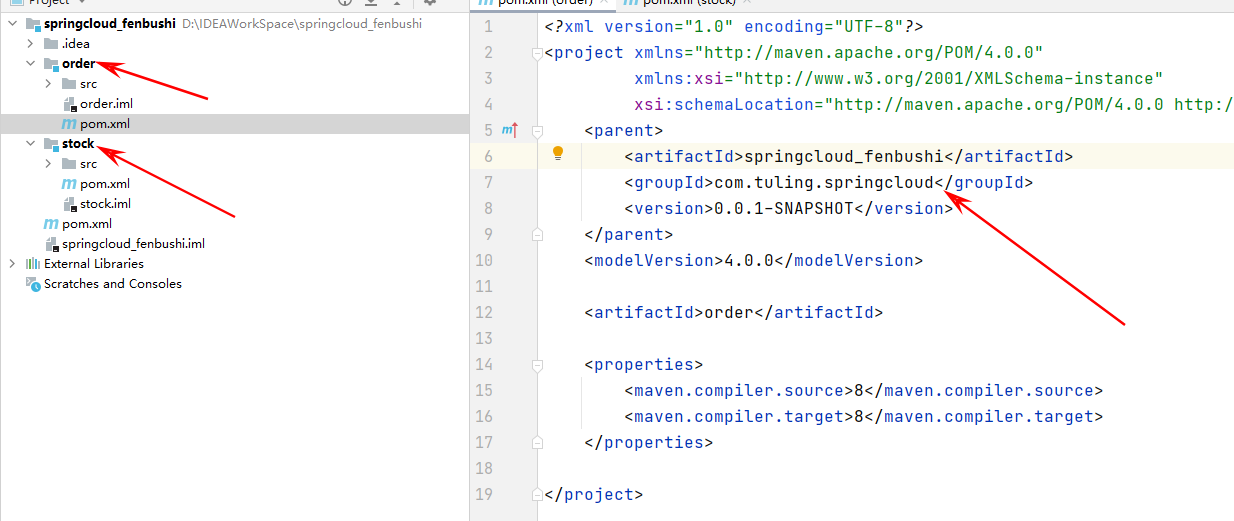 Project
springcloud_fenbushi D:\IDEAWorkSpace\springcloud_fenbushi
.idea
order
src
order.iml
pom.xml
stock
src
pom.xml
stock.iml
pom.xml
springcloud_fenbushi.iml
External Libraries
Scratches and Consoles
pom.xml (order)
pom.xml (stock)
1 <?xml version="1.0" encoding="UTF-8"?>
2 <project xmlns="http://maven.apache.org/POM/4.0.0"
3 xmlns:xsi="http://www.w3.org/2001/XMLSchema-instance"
4 xsi:schemaLocation="http://maven.apache.org/POM/4.0.0 http:/
5 <parent>
6 <artifactId>springcloud_fenbushi</artifactId>
7 <groupId>com.tuling.springcloud</groupId>
8 <version>0.0.1-SNAPSHOT</version>
9 </parent>
10 <modelVersion>4.0.0</modelVersion>
11
12 <artifactId>order</artifactId>
13
14 <properties>
15 <maven.compiler.source>8</maven.compiler.source>
16 <maven.compiler.target>8</maven.compiler.target>
17 </properties>
18
19 </project>